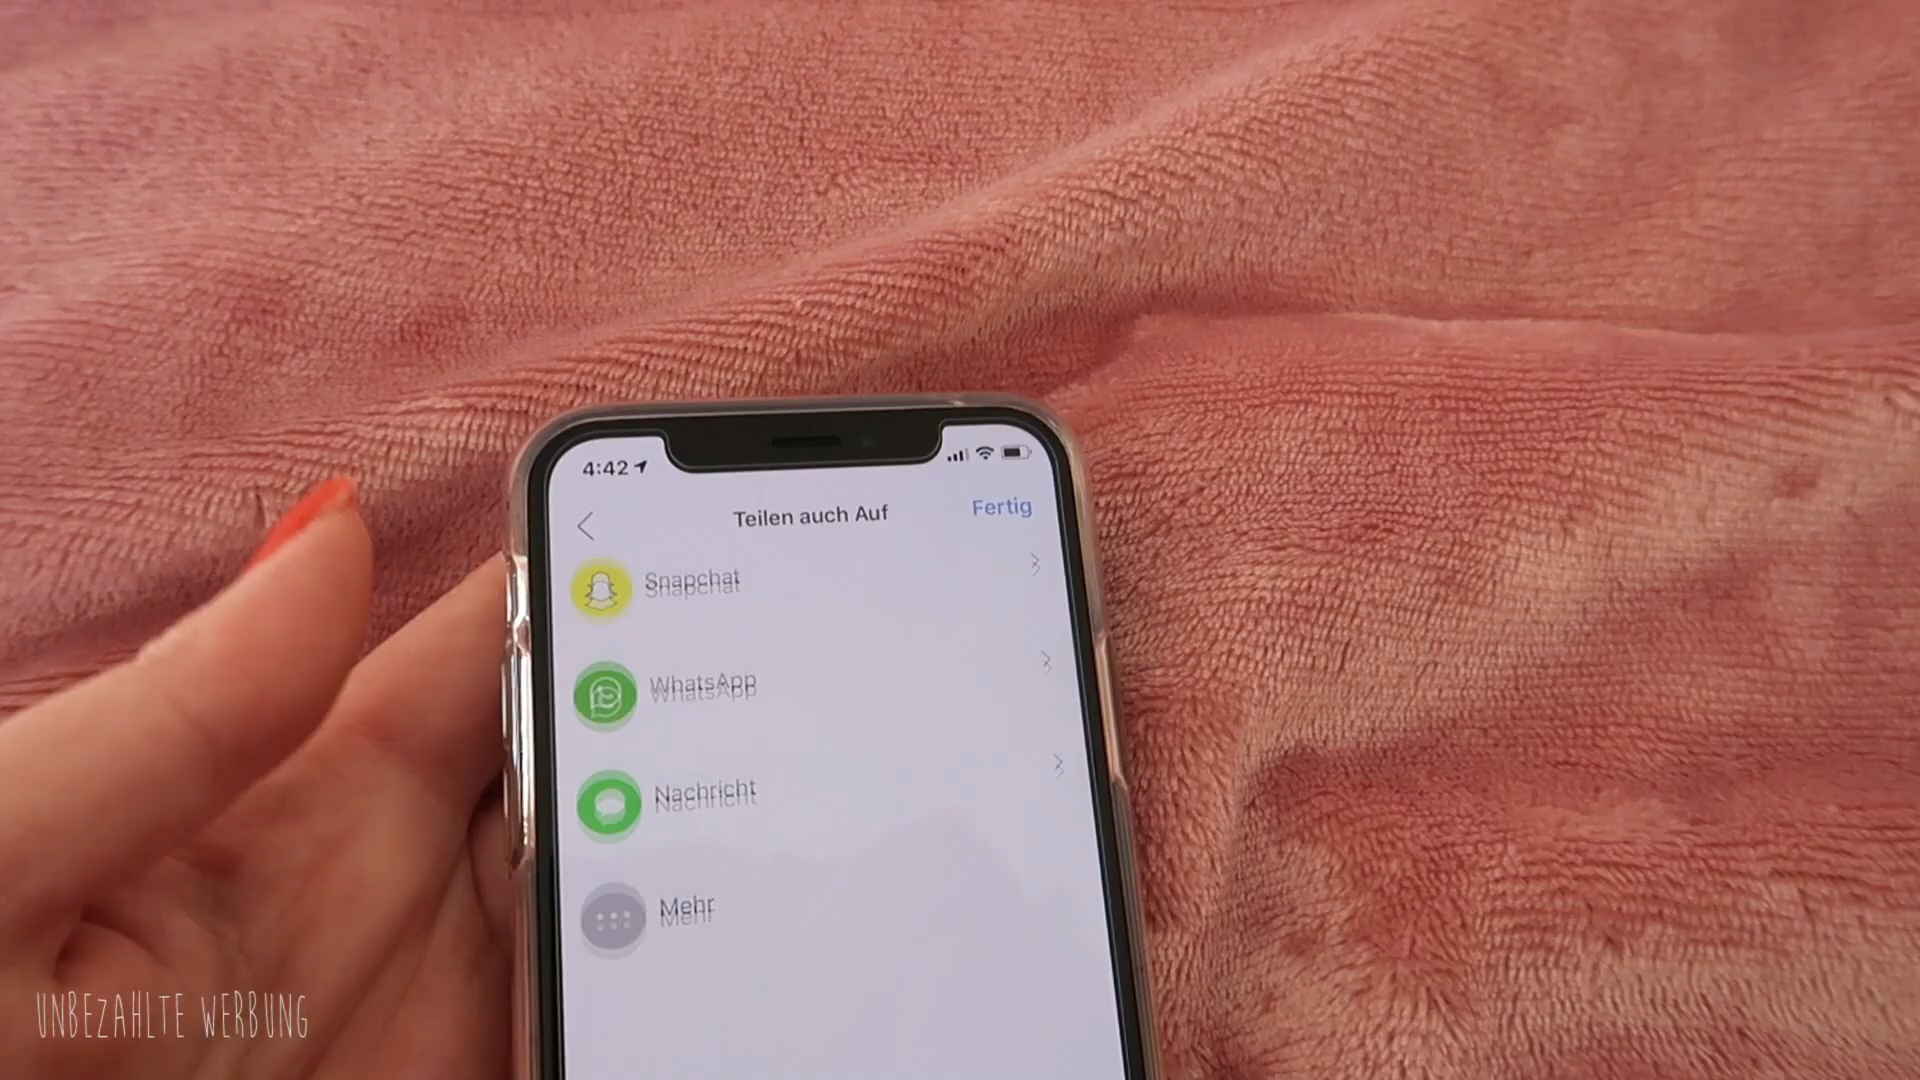 4:42
Teilen auch Auf
Fertig
Snapchat
WhatsApp
Nachricht
Mehr
UNBEZAHLTE WERBUNG